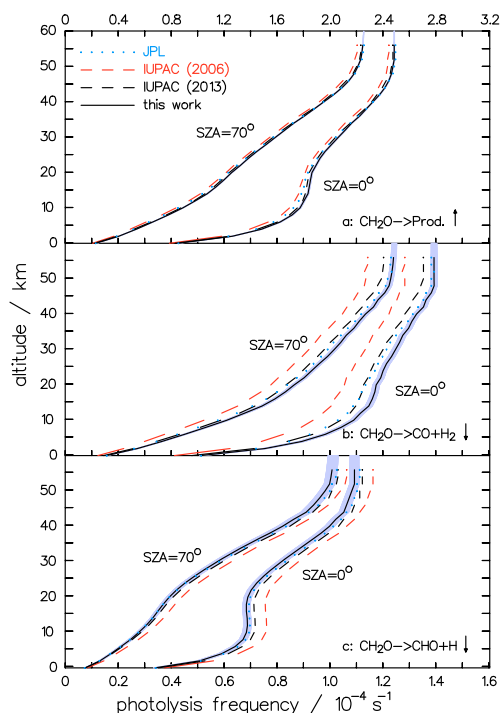 0 0.4 0.8 1.2 1.6 2.0 2.4 2.8 3.2
60
50
40
30
20
10
0
JPL
IUPAC (2006)
IUPAC (2013)
this work
SZA=70°
SZA=0°
a: CH₂O->Prod. ↑
50
40
30
20
10
0
SZA=70°
SZA=0°
b: CH₂O->CO+H₂ ↓
altitude / km
50
40
30
20
10
0
SZA=70°
SZA=0°
c: CH₂O->CHO+H ↓
0 0.2 0.4 0.6 0.8 1.0 1.2 1.4 1.6
photolysis frequency / 10⁻⁴ s⁻¹